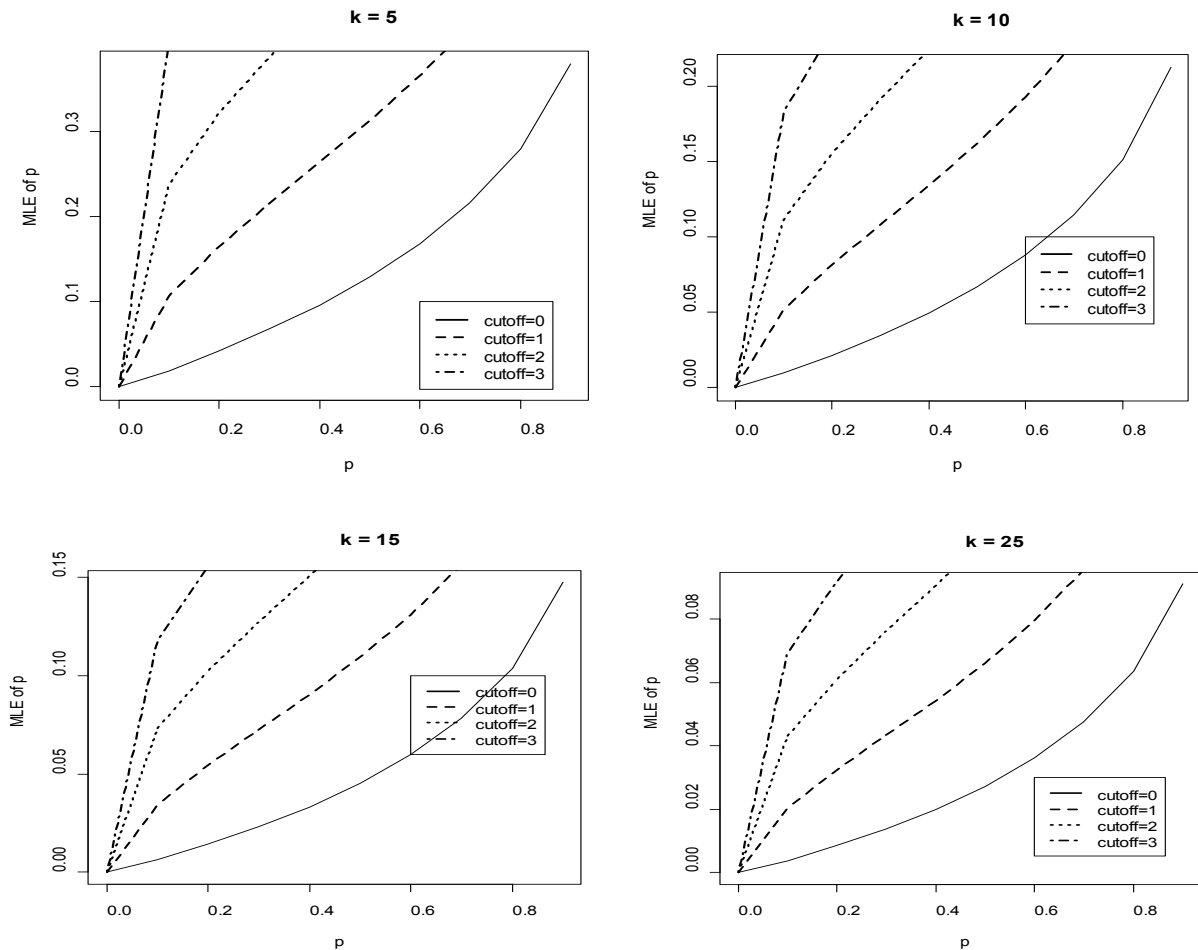 k = 5
MLE of p
0.0 0.1 0.2 0.3
cutoff=0
cutoff=1
cutoff=2
cutoff=3
0.0 0.2 0.4 0.6 0.8
p
k = 10
MLE of p
0.00 0.05 0.10 0.15 0.20
cutoff=0
cutoff=1
cutoff=2
cutoff=3
0.0 0.2 0.4 0.6 0.8
p
k = 15
MLE of p
0.00 0.05 0.10 0.15
cutoff=0
cutoff=1
cutoff=2
cutoff=3
0.0 0.2 0.4 0.6 0.8
p
k = 25
MLE of p
0.00 0.02 0.04 0.06 0.08
cutoff=0
cutoff=1
cutoff=2
cutoff=3
0.0 0.2 0.4 0.6 0.8
p